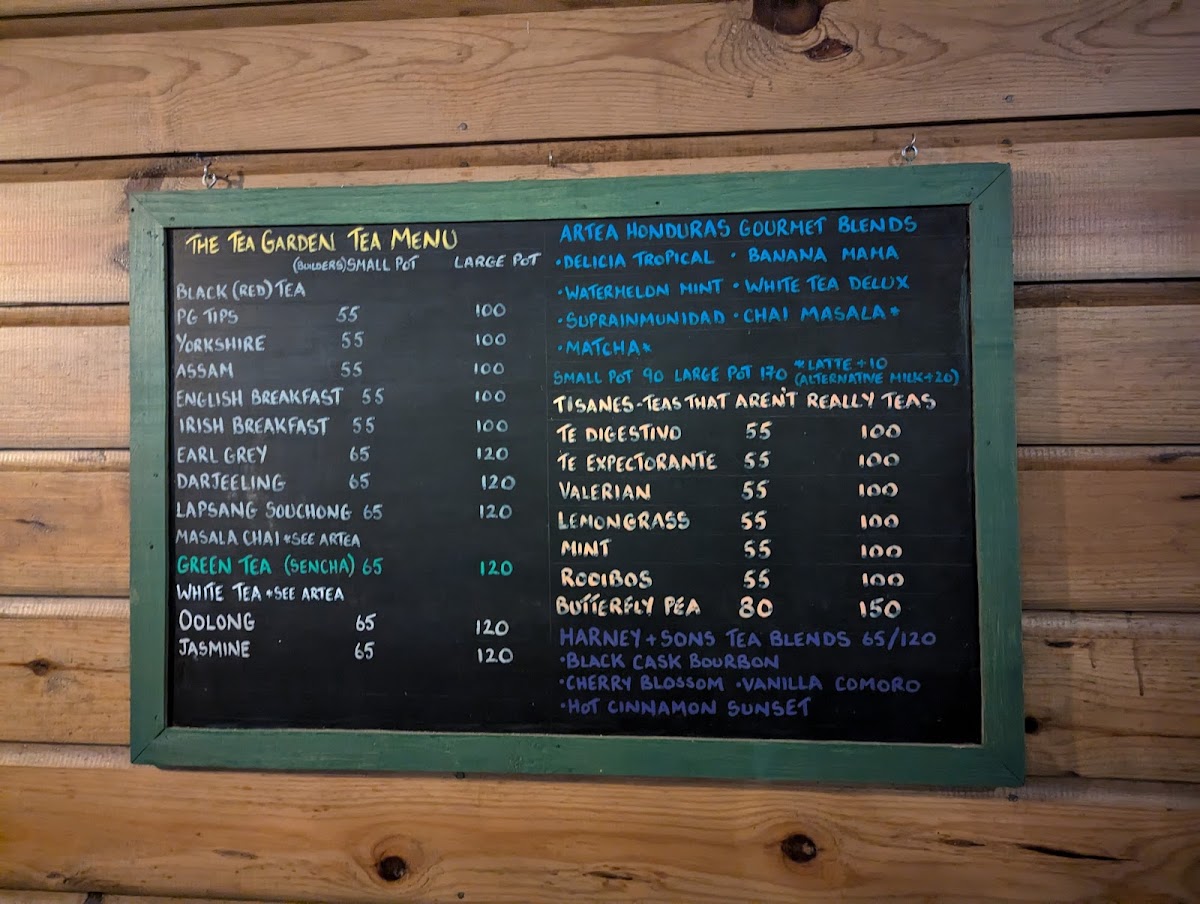 THE TEA GARDEN TEA MENU
(BUILDERS) SMALL POT LARGE POT
BLACK (RED) TEA
PG TIPS 55 100
YORKSHIRE 55 100
ASSAM 55 100
ENGLISH BREAKFAST 55 100
IRISH BREAKFAST 55 100
EARL GREY 65 120
DARJEELING 65 120
LAPSANG SOUCHONG 65 120
MASALA CHAI *SEE ARTEA
GREEN TEA (SENCHA) 65 120
WHITE TEA *SEE ARTEA
OOLONG 65 120
JASMINE 65 120
ARTEA HONDURAS GOURMET BLENDS
• DELICIA TROPICAL • BANANA MAMA
• WATERMELON MINT • WHITE TEA DELUX
• SUPRAINMUNIDAD • CHAI MASALA*
• MATCHA*
SMALL POT 90 LARGE POT 170 *LATTE +10
(ALTERNATIVE MILK+20)
TISANES-TEAS THAT AREN'T REALLY TEAS
TE DIGESTIVO 55 100
TE EXPECTORANTE 55 100
VALERIAN 55 100
LEMONGRASS 55 100
MINT 55 100
ROOIBOS 55 100
BUTTERFLY PEA 80 150
HARNEY + SONS TEA BLENDS 65/120
• BLACK CASK BOURBON
• CHERRY BLOSSOM • VANILLA COMORO
• HOT CINNAMON SUNSET